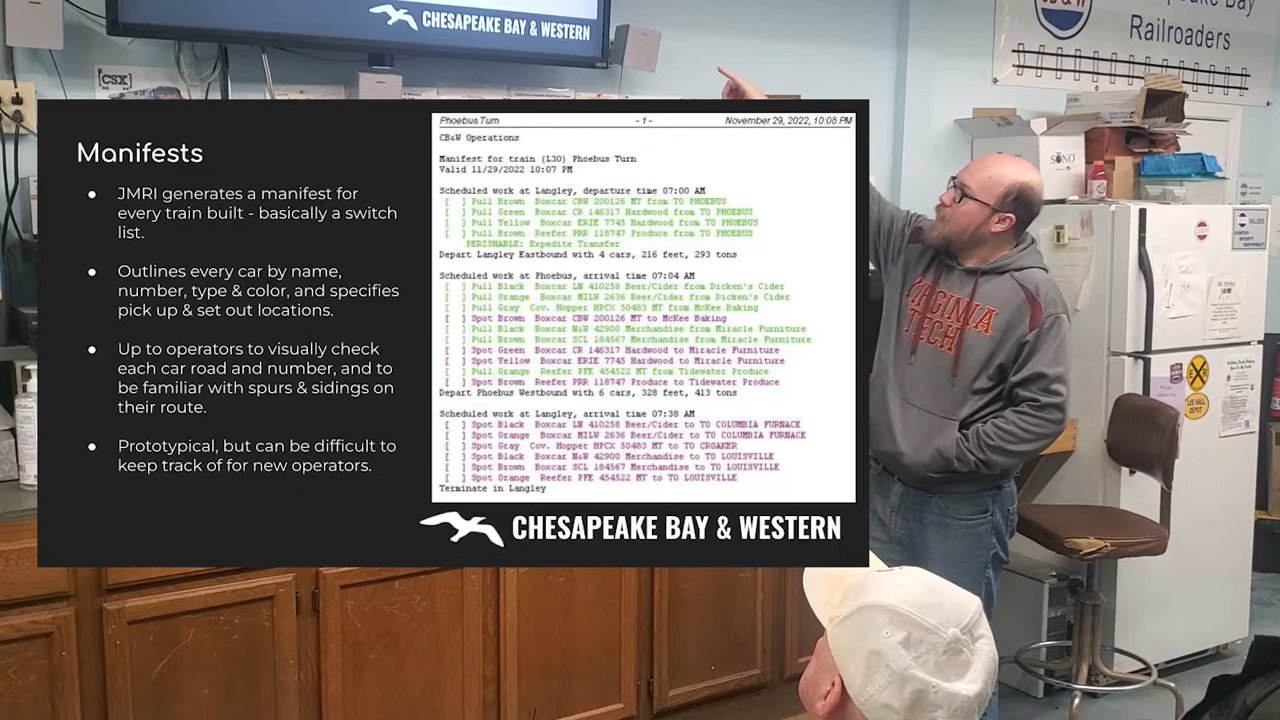 CHESAPEAKE BAY & WESTERN
Bay
Railroaders
[CSX]
SONO
VALUES
LEE HALL
DEPOT
VIRGINIA
TECH
Manifests
● JMRI generates a manifest for
every train built - basically a switch
list.
● Outlines every car by name,
number, type & color, and specifies
pick up & set out locations.
● Up to operators to visually check
each car road and number, and to
be familiar with spurs & sidings on
their route.
● Prototypical, but can be difficult to
keep track of for new operators.
Phoebus Turn - 1 - November 29, 2022, 10:08 PM
CB&W Operations
Manifest for train (L30) Phoebus Turn
Valid 11/29/2022 10:07 PM
Scheduled work at Langley, departure time 07:00 AM
[ ] Pull Brown Boxcar CBW 200126 MT from TO PHOEBUS
[ ] Pull Green Boxcar CR 146317 Hardwood from TO PHOEBUS
[ ] Pull Yellow Boxcar ERIE 7745 Hardwood from TO PHOEBUS
[ ] Pull Brown Reefer PRR 118747 Produce from TO PHOEBUS
PERISHABLE: Expedite Transfer
Depart Langley Eastbound with 4 cars, 216 feet, 293 tons
Scheduled work at Phoebus, arrival time 07:04 AM
[ ] Pull Black Boxcar LN 410258 Beer/Cider from Dicken's Cider
[ ] Pull Orange Boxcar MILW 2636 Beer/Cider from Dicken's Cider
[ ] Pull Gray Cov. Hopper HPCX 50483 MT from McKee Baking
[ ] Spot Brown Boxcar CBW 200126 MT to McKee Baking
[ ] Pull Black Boxcar N&W 42900 Merchandise from Miracle Furniture
[ ] Pull Brown Boxcar SCL 184567 Merchandise from Miracle Furniture
[ ] Spot Green Boxcar CR 146317 Hardwood to Miracle Furniture
[ ] Spot Yellow Boxcar ERIE 7745 Hardwood to Miracle Furniture
[ ] Pull Orange Reefer PFE 454522 MT from Tidewater Produce
[ ] Spot Brown Reefer PRR 118747 Produce to Tidewater Produce
Depart Phoebus Westbound with 6 cars, 328 feet, 413 tons
Scheduled work at Langley, arrival time 07:38 AM
[ ] Spot Black Boxcar LN 410258 Beer/Cider to TO COLUMBIA FURNACE
[ ] Spot Orange Boxcar MILW 2636 Beer/Cider to TO COLUMBIA FURNACE
[ ] Spot Gray Cov. Hopper HPCX 50483 MT to TO CROAKER
[ ] Spot Black Boxcar N&W 42900 Merchandise to TO LOUISVILLE
[ ] Spot Brown Boxcar SCL 184567 Merchandise to TO LOUISVILLE
[ ] Spot Orange Reefer PFE 454522 MT to TO LOUISVILLE
Terminate in Langley
CHESAPEAKE BAY & WESTERN